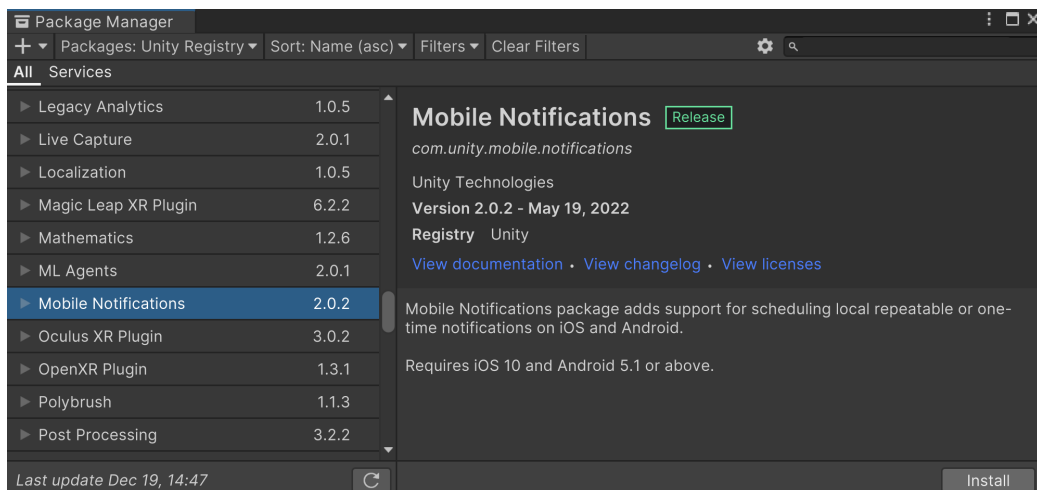 Package Manager
+ Packages: Unity Registry Sort: Name (asc) Filters Clear Filters
All Services
Legacy Analytics 1.0.5
Live Capture 2.0.1
Localization 1.0.5
Magic Leap XR Plugin 6.2.2
Mathematics 1.2.6
ML Agents 2.0.1
Mobile Notifications 2.0.2
Oculus XR Plugin 3.0.2
OpenXR Plugin 1.3.1
Polybrush 1.1.3
Post Processing 3.2.2
Last update Dec 19, 14:47
Mobile Notifications Release
com.unity.mobile.notifications
Unity Technologies
Version 2.0.2 - May 19, 2022
Registry Unity
View documentation • View changelog • View licenses
Mobile Notifications package adds support for scheduling local repeatable or one-
time notifications on iOS and Android.
Requires iOS 10 and Android 5.1 or above.
Install